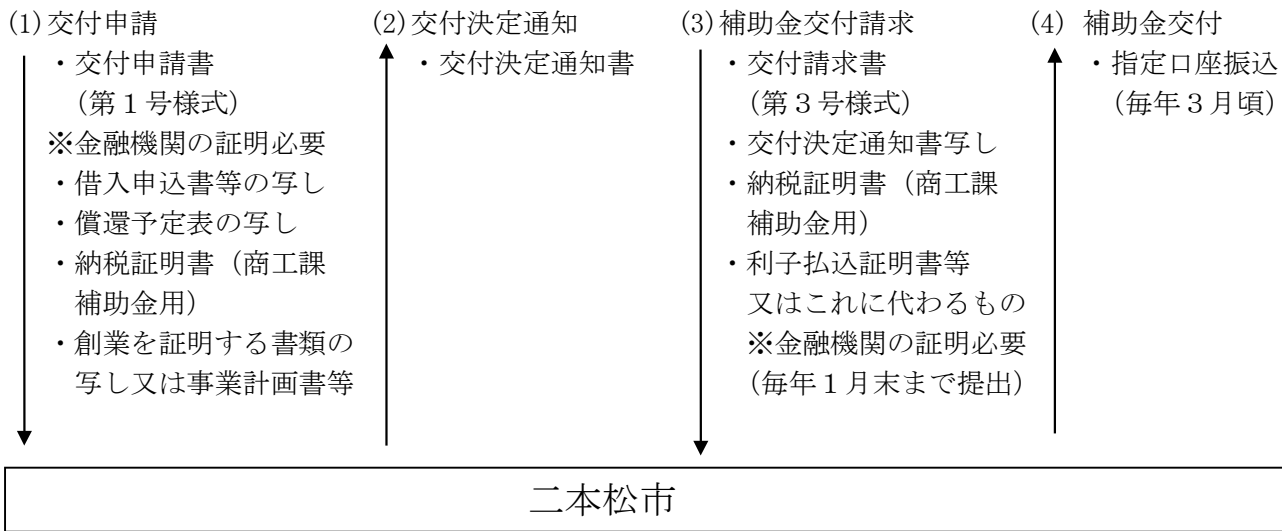 (1)交付申請
・交付申請書
（第１号様式）
※金融機関の証明必要
・借入申込書等の写し
・償還予定表の写し
・納税証明書（商工課
補助金用）
・創業を証明する書類の
写し又は事業計画書等
(2)交付決定通知
・交付決定通知書
(3)補助金交付請求
・交付請求書
（第３号様式）
・交付決定通知書写し
・納税証明書（商工課
補助金用）
・利子払込証明書等
又はこれに代わるもの
※金融機関の証明必要
（毎年１月末まで提出）
(4) 補助金交付
・指定口座振込
（毎年３月頃）
二本松市